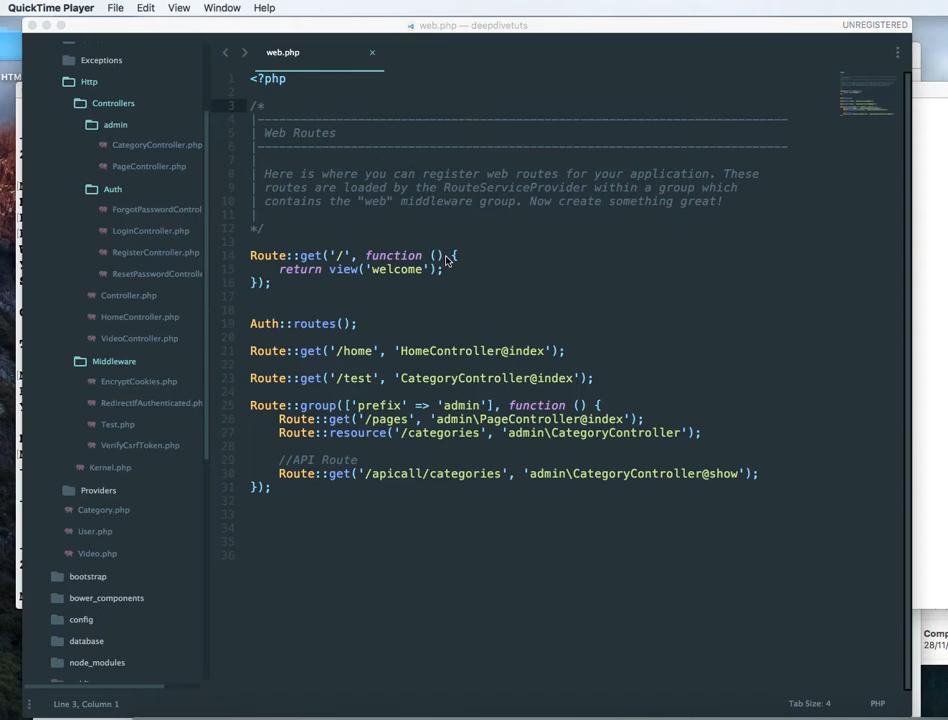 QuickTime Player File Edit View Window Help
web.php — deepdivetuts
UNREGISTERED
HTM
Exceptions
Http
Controllers
admin
CategoryController.php
PageController.php
Auth
ForgotPasswordControl
LoginController.php
RegisterController.php
ResetPasswordControlle
Controller.php
HomeController.php
VideoController.php
Middleware
EncryptCookies.php
RedirectIfAuthenticated.ph
Test.php
VerifyCsrfToken.php
Kernel.php
Providers
Category.php
User.php
Video.php
bootstrap
bower_components
config
database
node_modules
web.php ×
1 <?php
2
3 /*
4 |--------------------------------------------------------------------------
5 | Web Routes
6 |--------------------------------------------------------------------------
7 |
8 | Here is where you can register web routes for your application. These
9 | routes are loaded by the RouteServiceProvider within a group which
10 | contains the "web" middleware group. Now create something great!
11 |
12 */
13
14 Route::get('/', function () {
15 return view('welcome');
16 });
17
18
19 Auth::routes();
20
21 Route::get('/home', 'HomeController@index');
22
23 Route::get('/test', 'CategoryController@index');
24
25 Route::group(['prefix' => 'admin'], function () {
26 Route::get('/pages', 'admin\PageController@index');
27 Route::resource('/categories', 'admin\CategoryController');
28
29 //API Route
30 Route::get('/apicall/categories', 'admin\CategoryController@show');
31 });
32
33
34
35
36
Comp
28/11/
Line 3, Column 1
Tab Size: 4
PHP